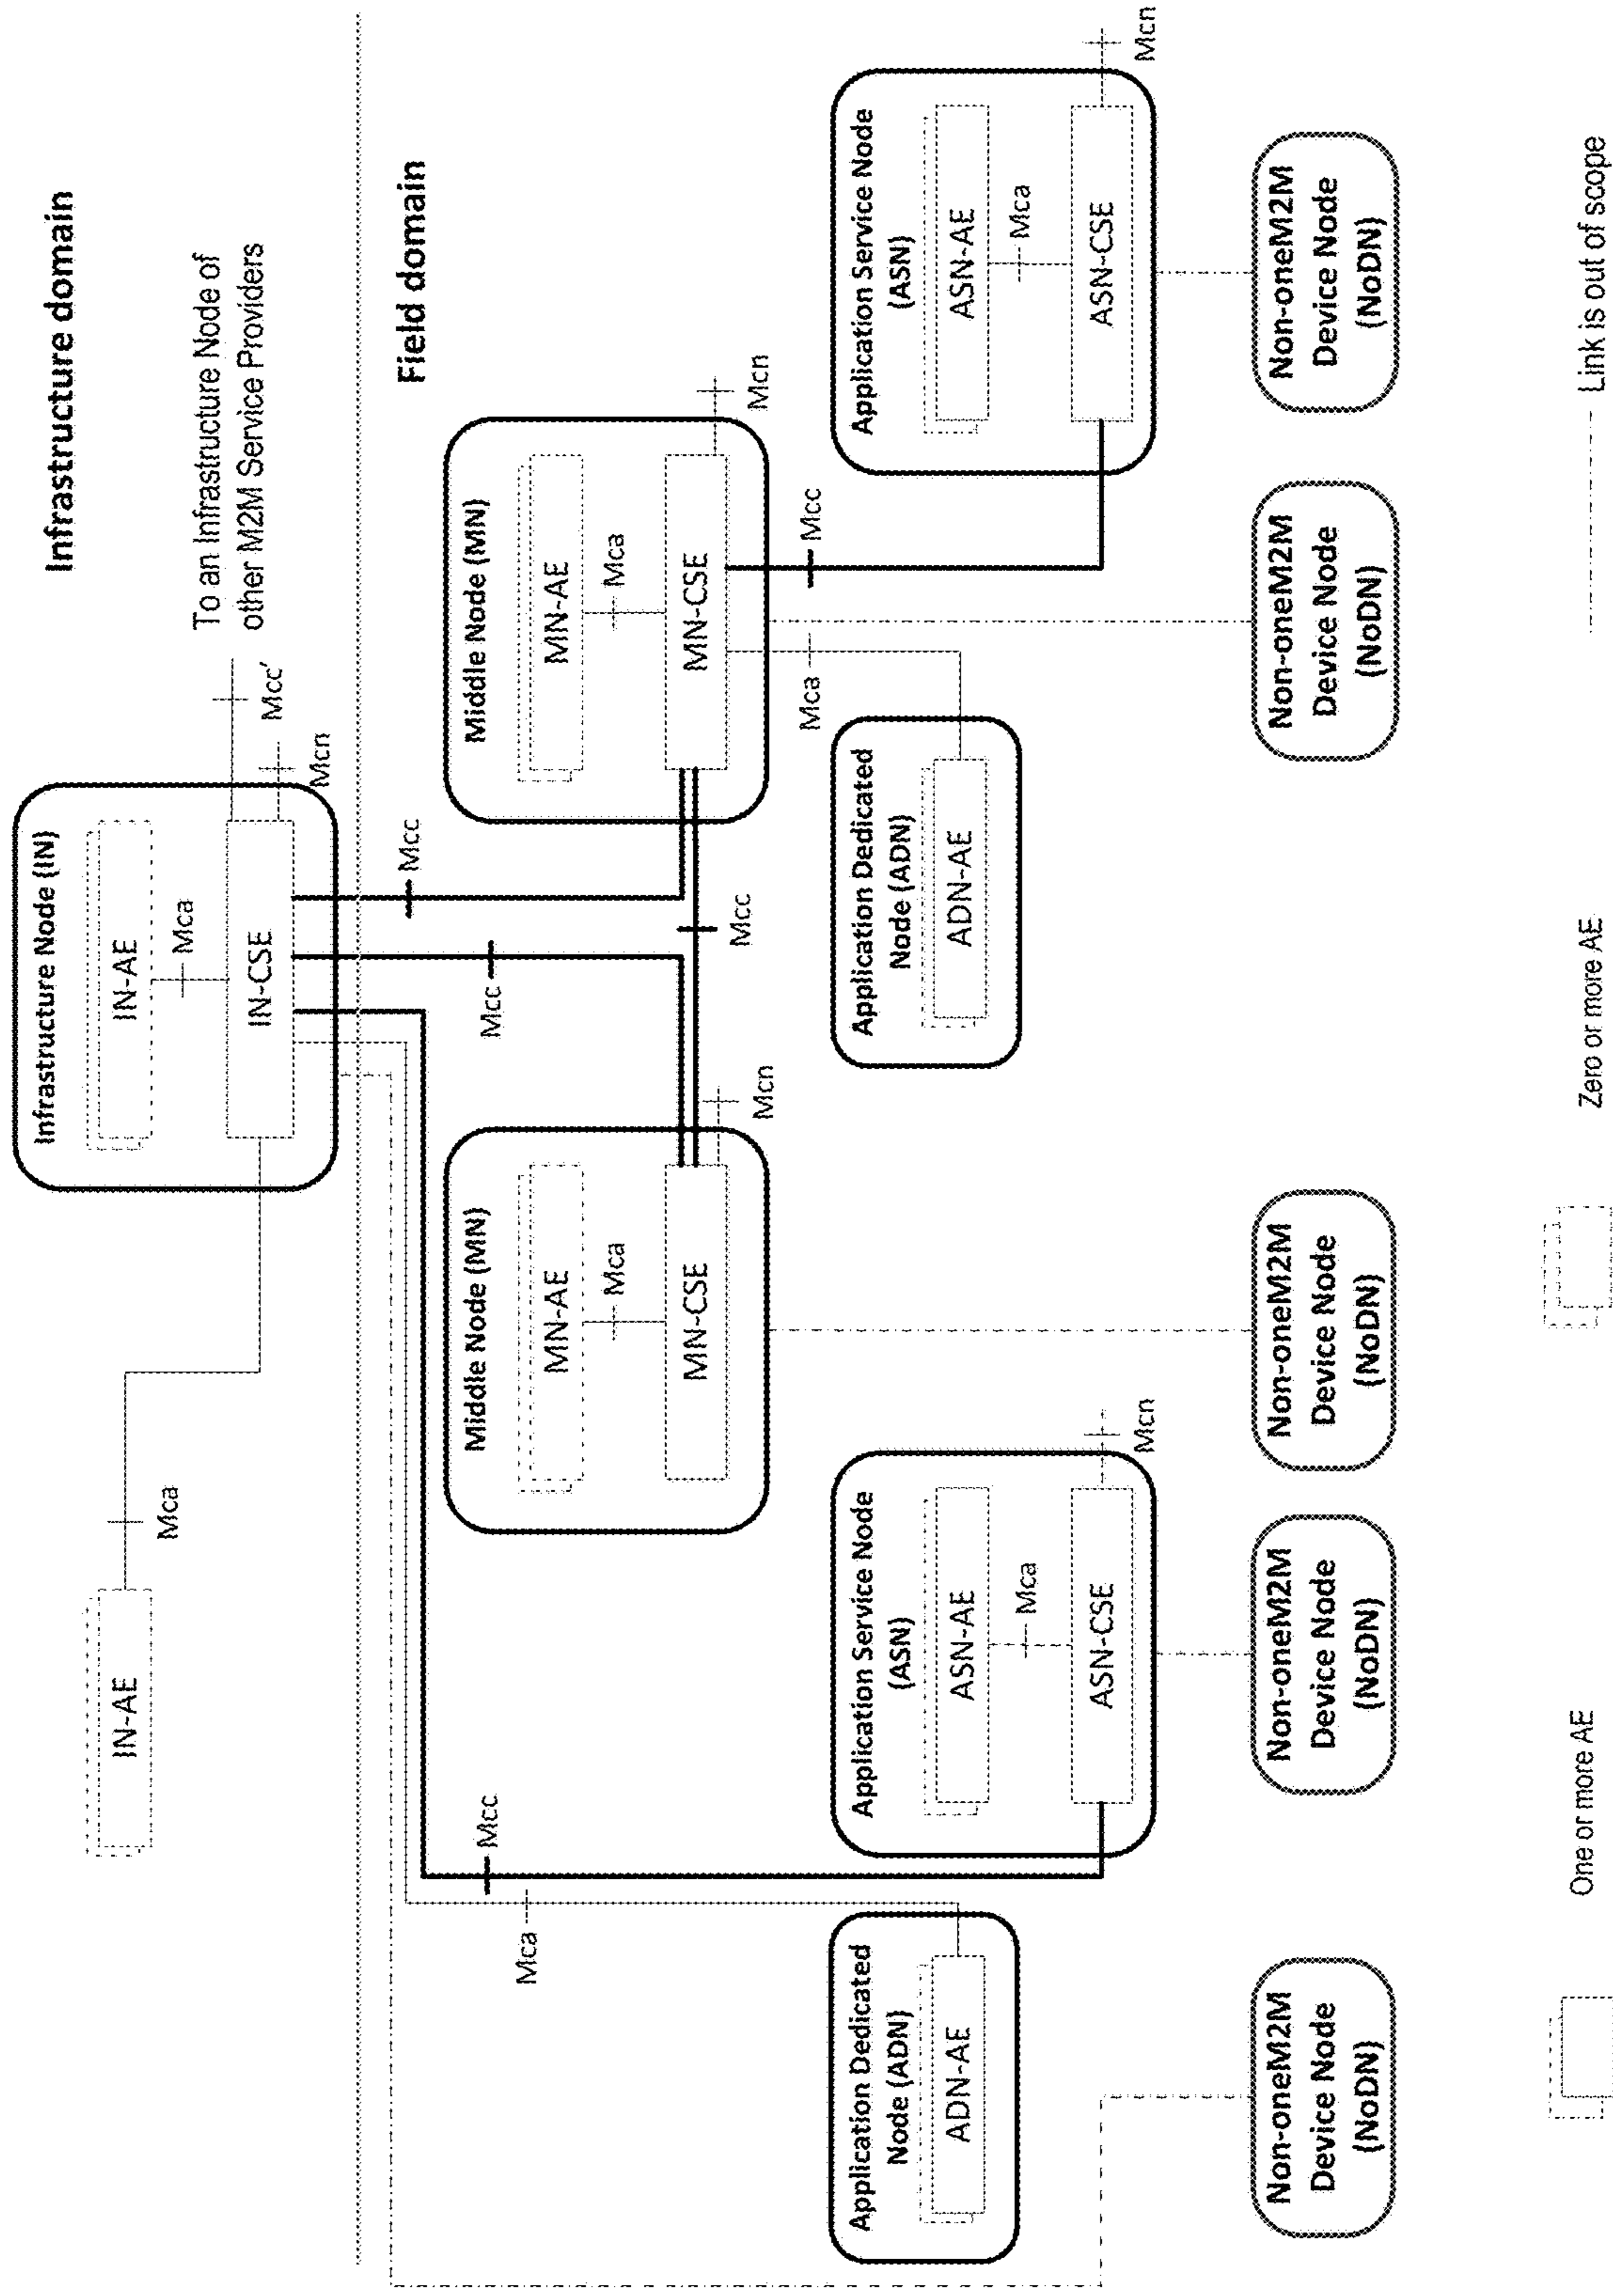 Infrastructure domain
To an Infrastructure Node of
other M2M Service Providers
Infrastructure Node (IN)
IN-AE
Mca
IN-CSE
Mcc'
Mcn
IN-AE
Mca
Field domain
Mcc
Mcc
Mcc
Mca
Mcc
Middle Node (MN)
MN-AE
Mca
MN-CSE
Mcn
Middle Node (MN)
MN-AE
Mca
MN-CSE
Mcn
Mca
Mcc
Application Dedicated
Node (ADN)
ADN-AE
Application Service Node
(ASN)
ASN-AE
Mca
ASN-CSE
Mcn
Application Dedicated
Node (ADN)
ADN-AE
Application Service Node
(ASN)
ASN-AE
Mca
ASN-CSE
Mcn
Non-oneM2M
Device Node
(NoDN)
Non-oneM2M
Device Node
(NoDN)
Non-oneM2M
Device Node
(NoDN)
Non-oneM2M
Device Node
(NoDN)
Non-oneM2M
Device Node
(NoDN)
One or more AE
Zero or more AE
Link is out of scope